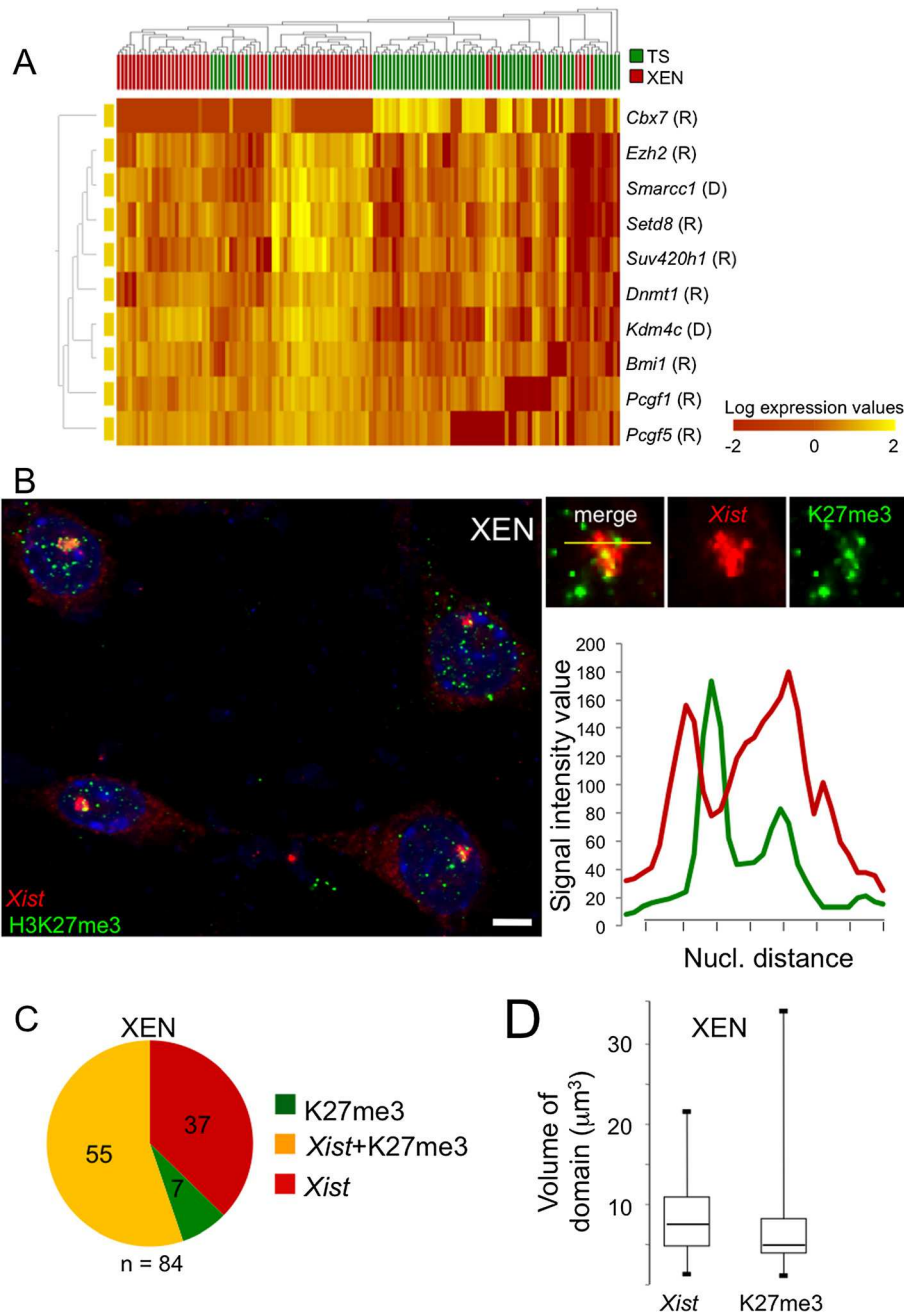 A
TS
XEN
Cbx7 (R)
Ezh2 (R)
Smarcc1 (D)
Setd8 (R)
Suv420h1 (R)
Dnmt1 (R)
Kdm4c (D)
Bmi1 (R)
Pcgf1 (R)
Pcgf5 (R)
Log expression values
-2 0 2
B
XEN
Xist
H3K27me3
merge
Xist
K27me3
Signal intensity value
200
180
160
140
120
100
80
60
40
20
0
Nucl. distance
C
XEN
55
37
7
n = 84
K27me3
Xist+K27me3
Xist
D
XEN
Volume of
domain (μm³)
30
20
10
Xist K27me3